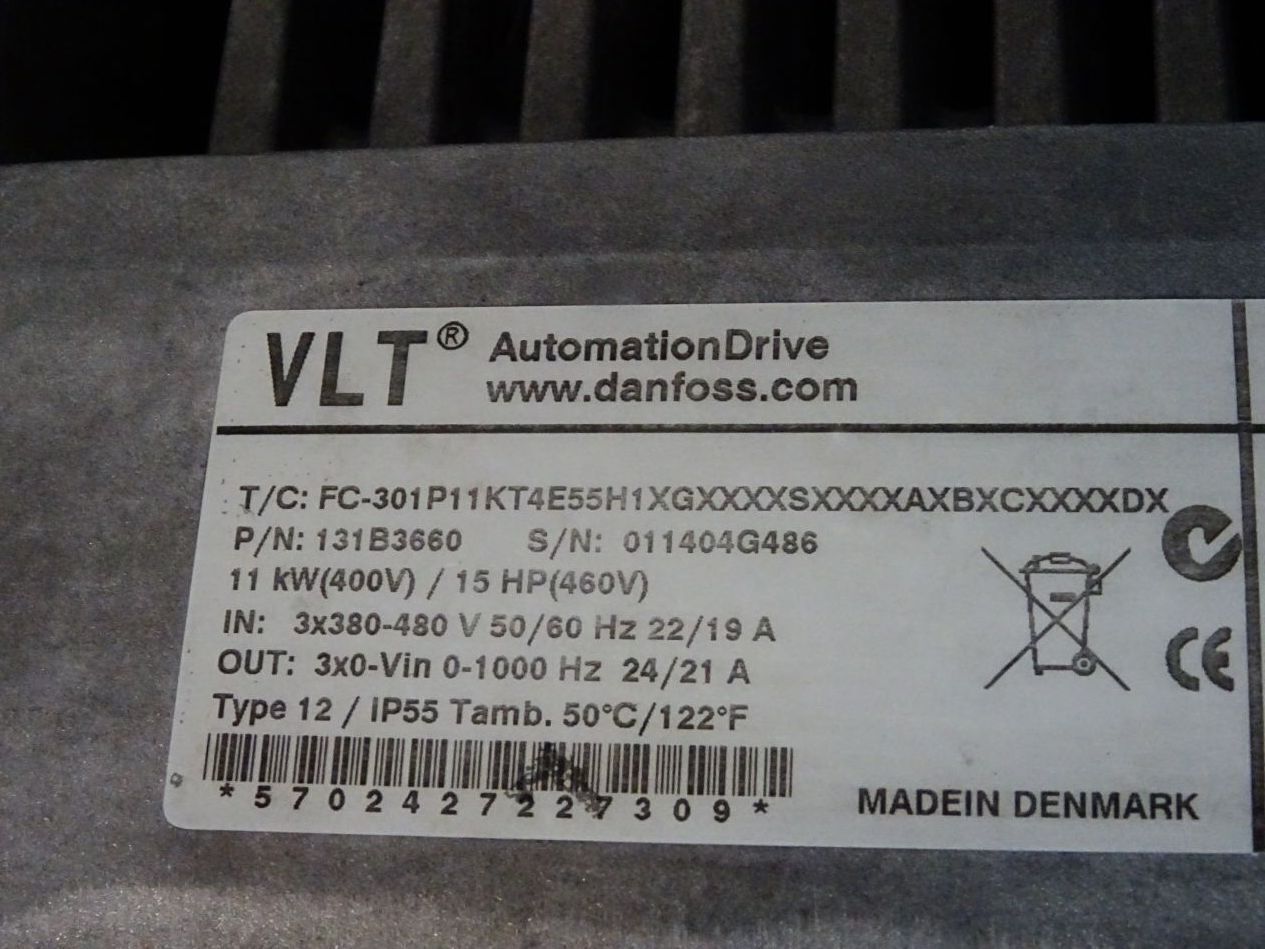 VLT® AutomationDrive
www.danfoss.com
T/C: FC-301P11KT4E55H1XGXXXXSXXXXAXBXCXXXXDX
P/N: 131B3660 S/N: 011404G486
11 kW(400V) / 15 HP(460V)
IN: 3x380-480 V 50/60 Hz 22/19 A
OUT: 3x0-Vin 0-1000 Hz 24/21 A
Type 12 / IP55 Tamb. 50°C/122°F
*5702427227309*
CE
MADEIN DENMARK